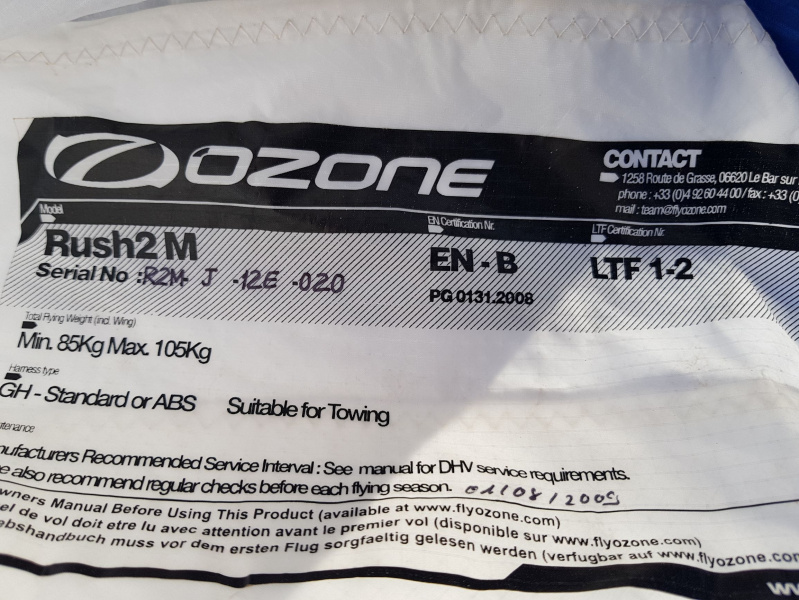 OZONE
CONTACT
1258 Route de Grasse, 06620 Le Bar sur
phone : +33 (0)4 92 60 44 00 / fax : +33 (0)
mail : team@flyozone.com
Model
Rush2 M
Serial No : R2M- J -12E -020
EN Certification Nr.
EN - B
PG 0131.2008
LTF Certification Nr.
LTF 1-2
Total Flying Weight (incl. Wing)
Min. 85Kg Max. 105Kg
Harness type
GH - Standard or ABS Suitable for Towing
ntenance
nufacturers Recommended Service Interval : See manual for DHV service requirements.
e also recommend regular checks before each flying season. 01/08/2009
wners Manual Before Using This Product (available at www.flyozone.com)
el de vol doit etre lu avec attention avant le premier vol (disponible sur www.flyozone.com)
ebshandbuch muss vor dem ersten Flug sorgfaeltig gelesen werden (verfugbar auf www.flyozone.com